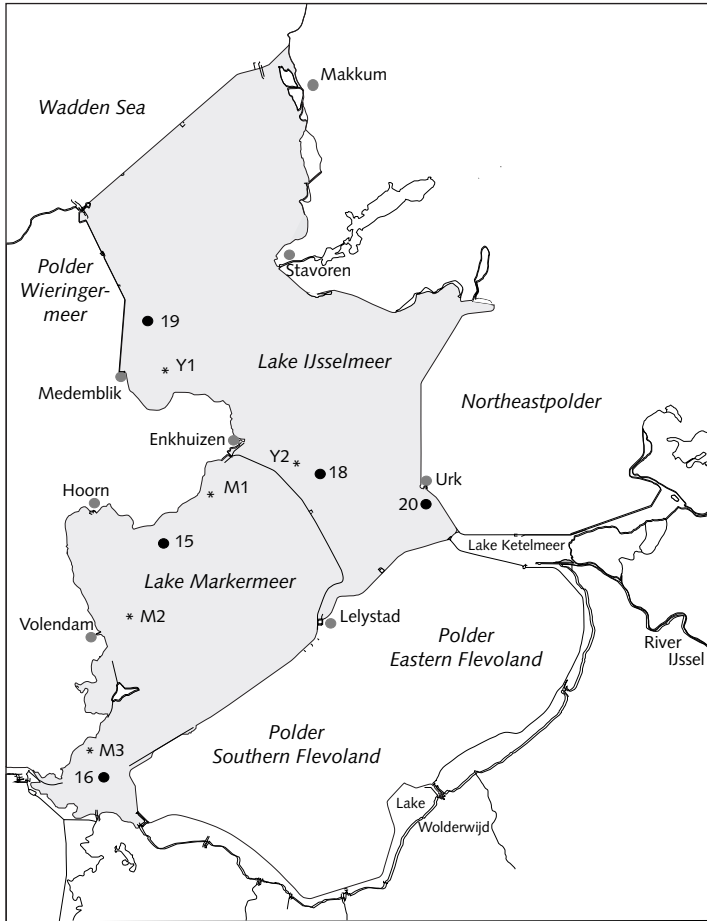 Makkum
Wadden Sea
Stavoren
Polder
Wieringer-
meer
19
Lake IJsselmeer
* Y1
Medemblik
Northeastpolder
Enkhuizen
Y2 *
18
Urk
* M1
Hoorn
20
15
Lake Ketelmeer
Lake Markermeer
* M2
Lelystad
Volendam
Polder
Eastern Flevoland
River
IJssel
Polder
Southern Flevoland
* M3
16
Lake
Wolderwijd